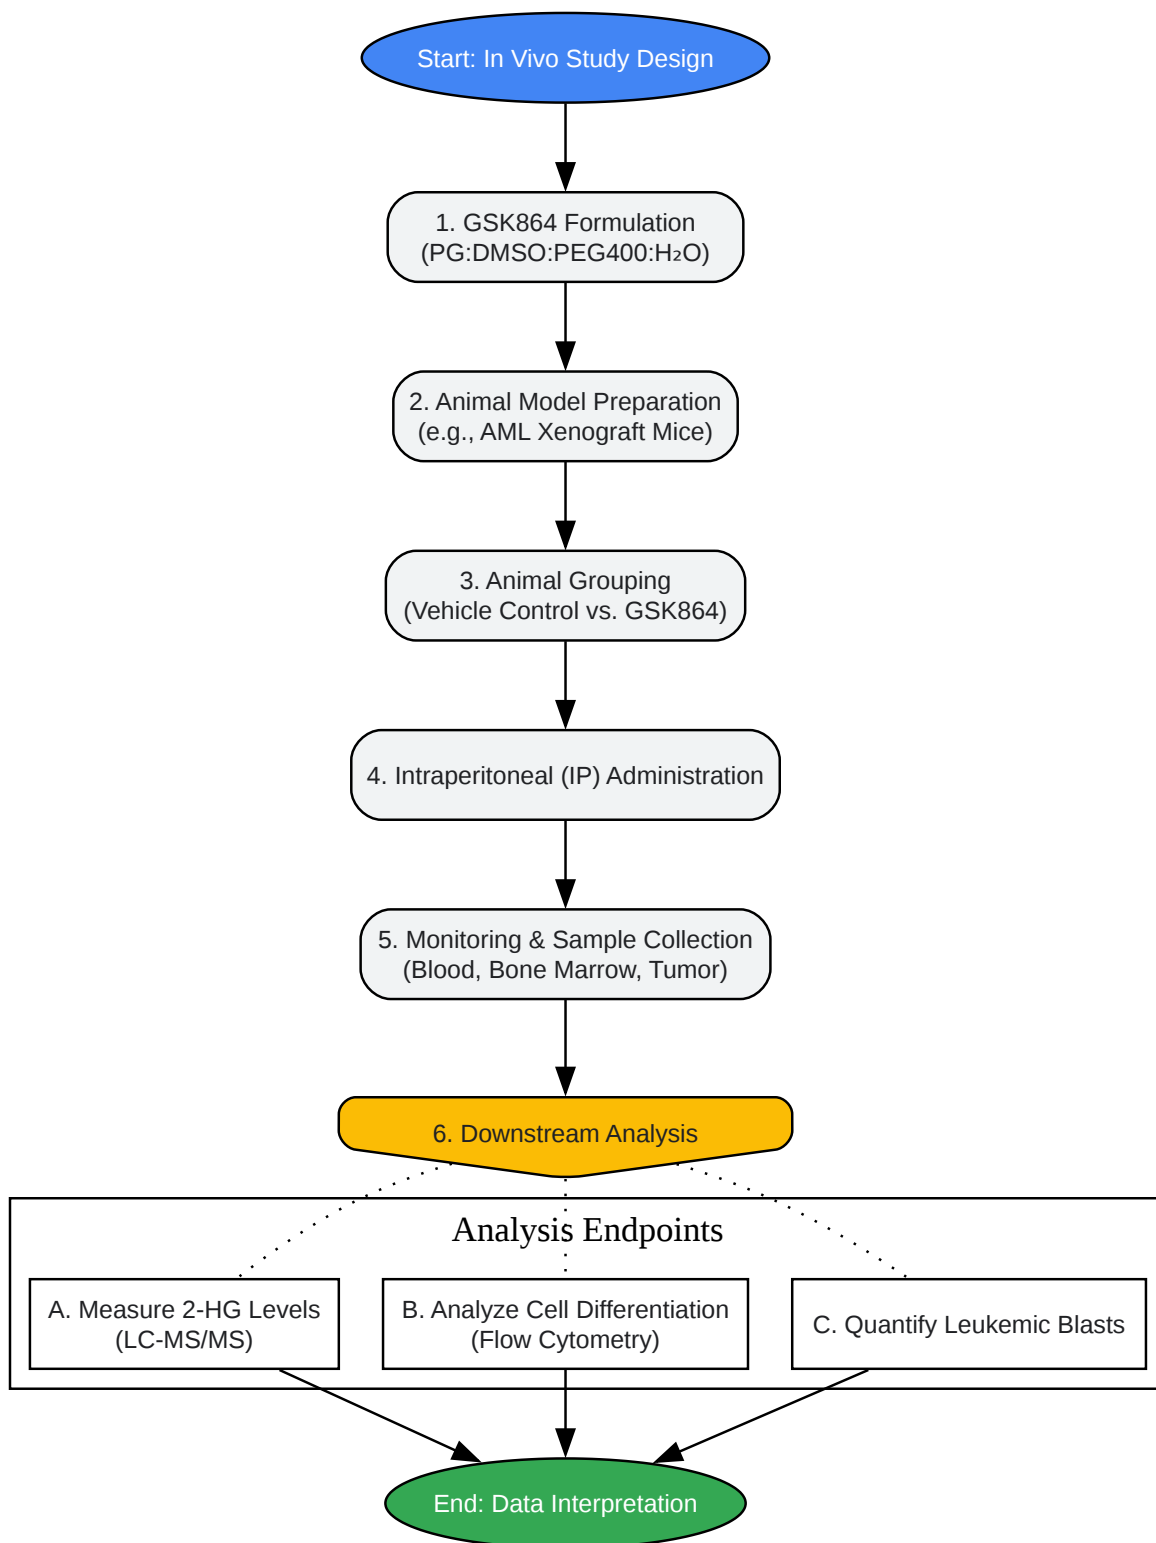 Start: In Vivo Study Design
1. GSK864 Formulation
(PG:DMSO:PEG400:H₂O)
2. Animal Model Preparation
(e.g., AML Xenograft Mice)
3. Animal Grouping
(Vehicle Control vs. GSK864)
4. Intraperitoneal (IP) Administration
5. Monitoring & Sample Collection
(Blood, Bone Marrow, Tumor)
6. Downstream Analysis
Analysis Endpoints
A. Measure 2-HG Levels
(LC-MS/MS)
B. Analyze Cell Differentiation
(Flow Cytometry)
C. Quantify Leukemic Blasts
End: Data Interpretation